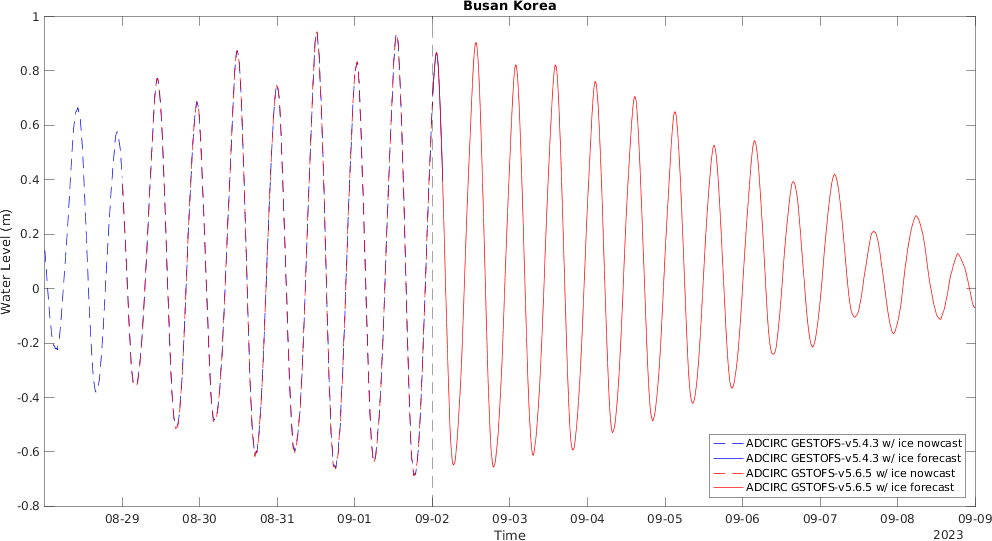 Busan Korea
Water Level (m)
1
0.8
0.6
0.4
0.2
0
-0.2
-0.4
-0.6
-0.8
ADCIRC GESTOFS-v5.4.3 w/ ice nowcast
ADCIRC GESTOFS-v5.4.3 w/ ice forecast
ADCIRC GSTOFS-v5.6.5 w/ ice nowcast
ADCIRC GSTOFS-v5.6.5 w/ ice forecast
08-29 08-30 08-31 09-01 09-02 09-03 09-04 09-05 09-06 09-07 09-08 09-09
Time
2023